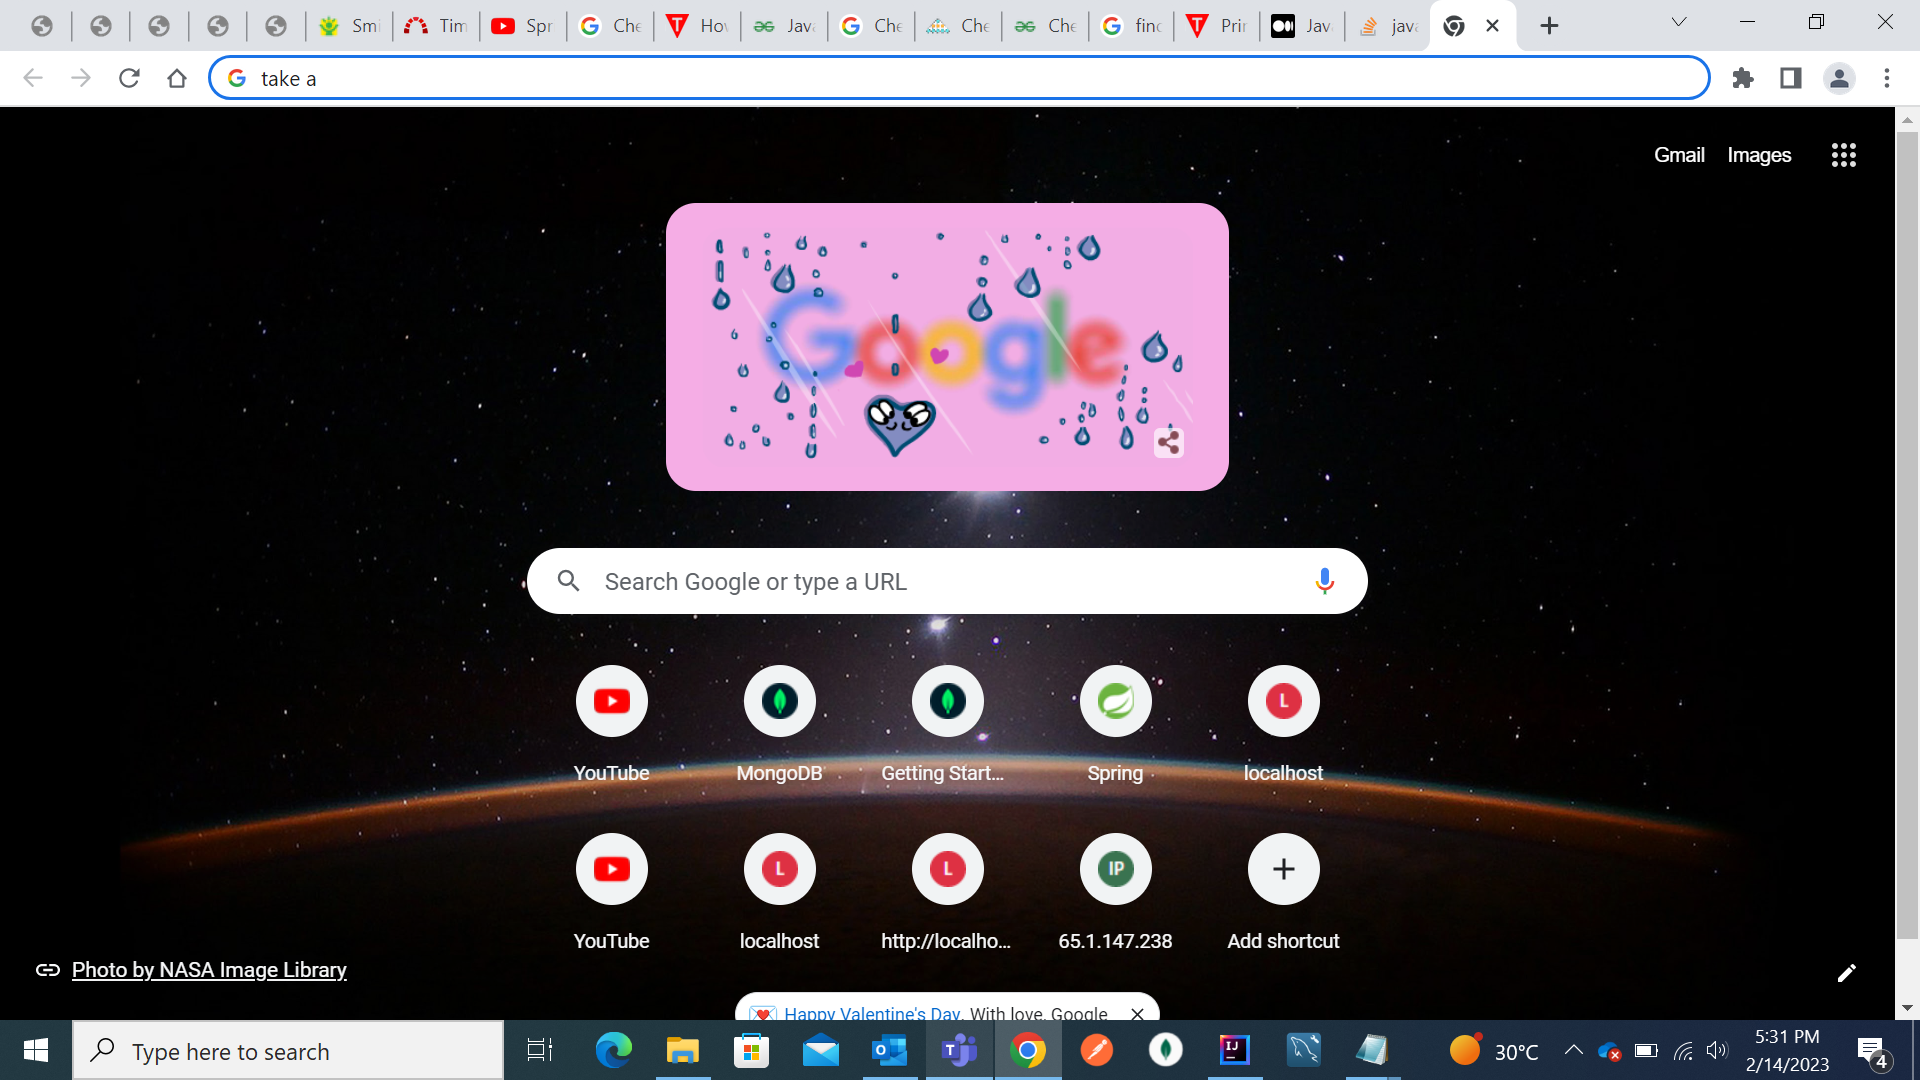 Smi
Tim
Spr
Che
Hov
Java
Che
Che
Che
find
Prin
Java
java
take a
Gmail
Images
Google
Search Google or type a URL
YouTube
MongoDB
Getting Start...
Spring
localhost
YouTube
localhost
http://localho...
65.1.147.238
Add shortcut
Photo by NASA Image Library
Happy Valentine's Day. With love, Google
Type here to search
30°C
5:31 PM
2/14/2023
4